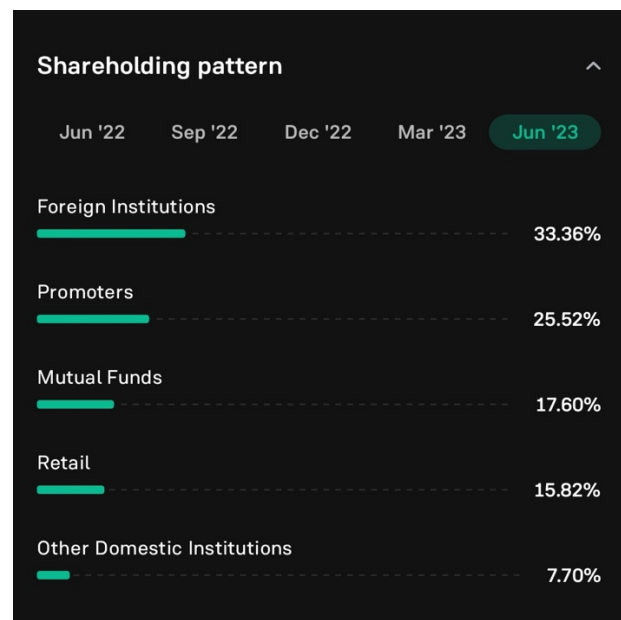 Shareholding pattern
Jun '22 Sep '22 Dec '22 Mar '23 Jun '23
Foreign Institutions
33.36%
Promoters
25.52%
Mutual Funds
17.60%
Retail
15.82%
Other Domestic Institutions
7.70%